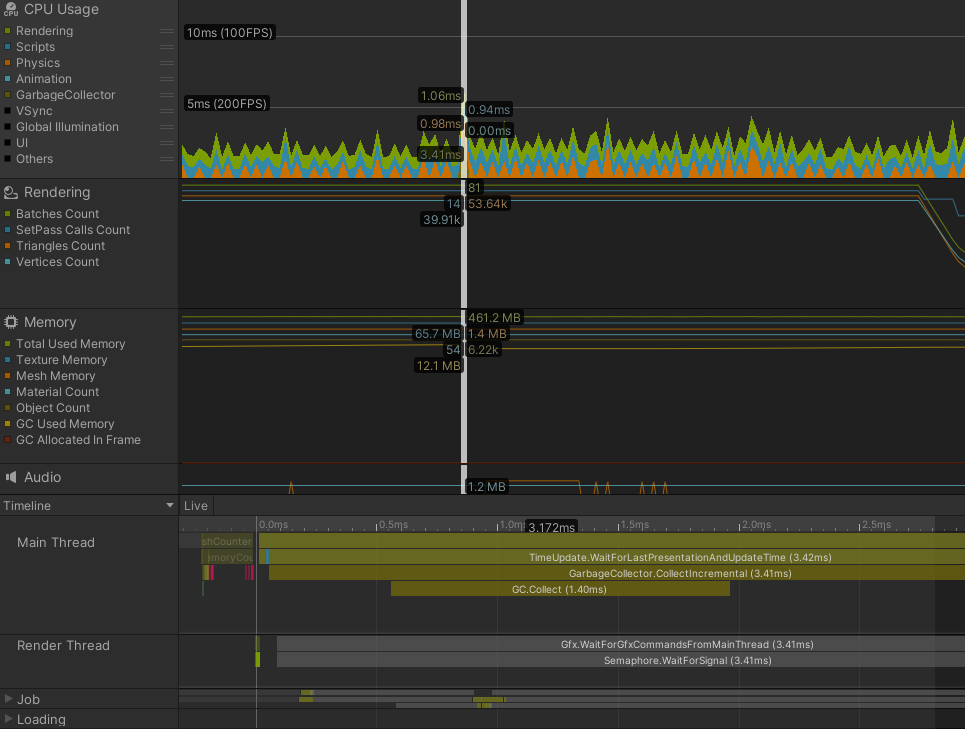 CPU Usage
Rendering
Scripts
Physics
Animation
GarbageCollector
VSync
Global Illumination
UI
Others
10ms (100FPS)
5ms (200FPS)
1.06ms
0.94ms
0.98ms
0.00ms
3.41ms
Rendering
Batches Count
SetPass Calls Count
Triangles Count
Vertices Count
81
14
53.64k
39.91k
Memory
Total Used Memory
Texture Memory
Mesh Memory
Material Count
Object Count
GC Used Memory
GC Allocated In Frame
461.2 MB
65.7 MB
1.4 MB
54
6.22k
12.1 MB
Audio
1.2 MB
Timeline
Live
0.0ms
0.5ms
1.0ms
3.172ms
1.5ms
2.0ms
2.5ms
Main Thread
shCounter
TimeUpdate.WaitForLastPresentationAndUpdateTime (3.42ms)
GarbageCollector.CollectIncremental (3.41ms)
GC.Collect (1.40ms)
Render Thread
Gfx.WaitForGfxCommandsFromMainThread (3.41ms)
Semaphore.WaitForSignal (3.41ms)
Job
Loading